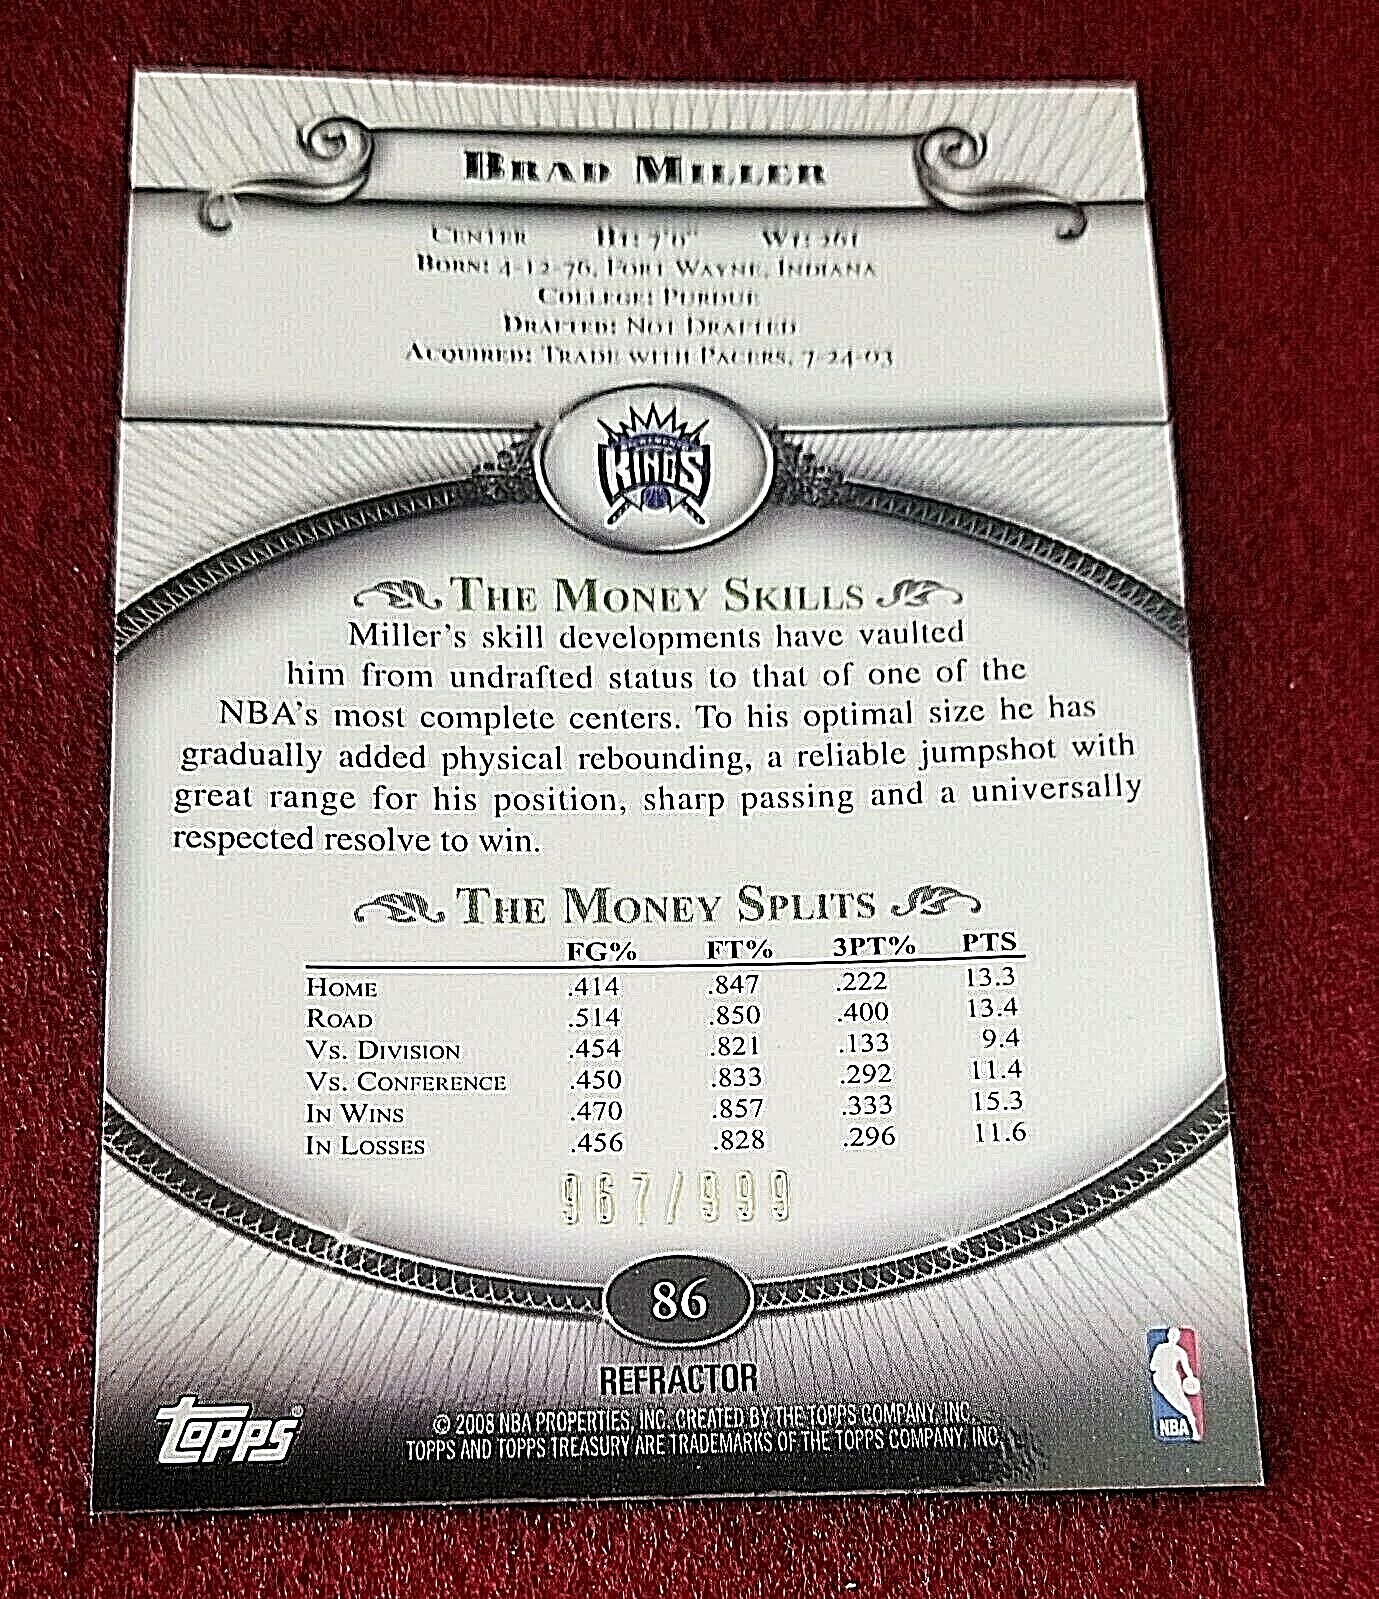 BRAD MILLER
CENTER HT: 7'0" WT: 261
BORN: 4-12-76, FORT WAYNE, INDIANA
COLLEGE: PURDUE
DRAFTED: NOT DRAFTED
ACQUIRED: TRADE WITH PACERS, 7-24-03
KINGS
THE MONEY SKILLS
Miller's skill developments have vaulted
him from undrafted status to that of one of the
NBA's most complete centers. To his optimal size he has
gradually added physical rebounding, a reliable jumpshot with
great range for his position, sharp passing and a universally
respected resolve to win.
THE MONEY SPLITS
FG% FT% 3PT% PTS
HOME .414 .847 .222 13.3
ROAD .514 .850 .400 13.4
VS. DIVISION .454 .821 .133 9.4
VS. CONFERENCE .450 .833 .292 11.4
IN WINS .470 .857 .333 15.3
IN LOSSES .456 .828 .296 11.6
967/999
86
REFRACTOR
© 2008 NBA PROPERTIES, INC. CREATED BY THE TOPPS COMPANY, INC.
TOPPS AND TOPPS TREASURY ARE TRADEMARKS OF THE TOPPS COMPANY, INC.
TOPPS®
NBA